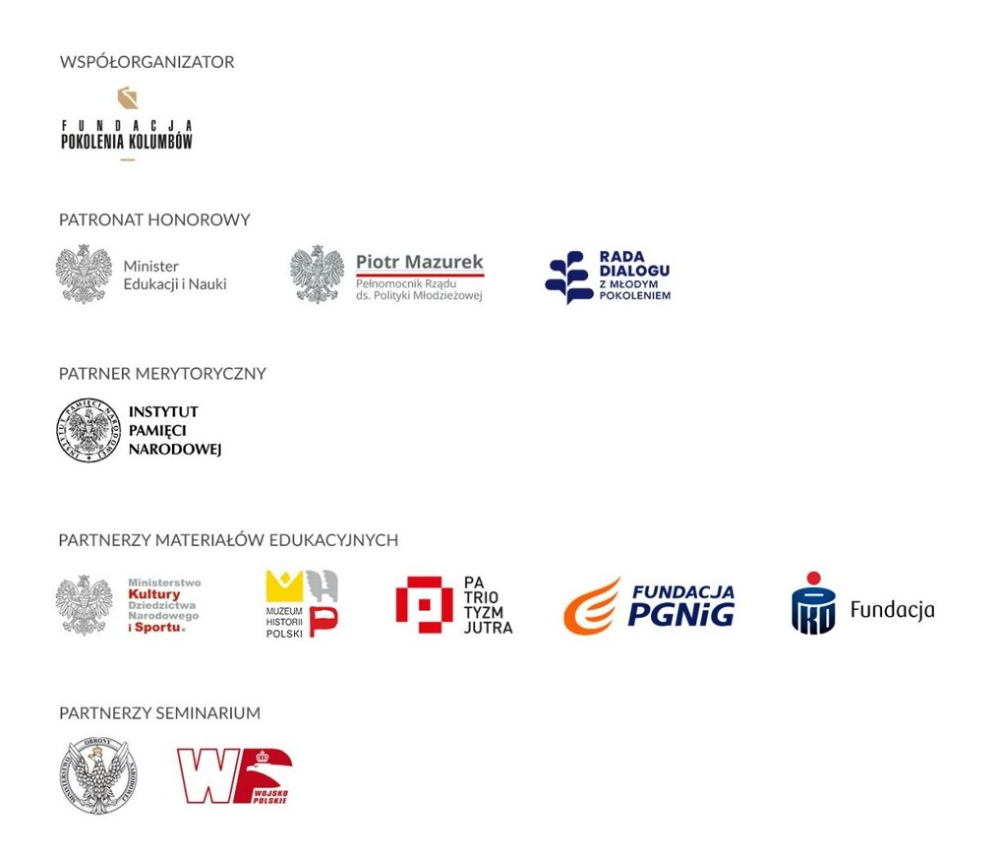 WSPÓŁORGANIZATOR
FUNDACJA
POKOLENIA KOLUMBÓW
PATRONAT HONOROWY
Minister
Edukacji i Nauki
Piotr Mazurek
Pełnomocnik Rządu
ds. Polityki Młodzieżowej
RADA
DIALOGU
Z MŁODYM
POKOLENIEM
PATRNER MERYTORYCZNY
INSTYTUT PAMIĘCI NARODOWEJ
INSTYTUT
PAMIĘCI
NARODOWEJ
PARTNERZY MATERIAŁÓW EDUKACYJNYCH
Ministerstwo
Kultury
Dziedzictwa
Narodowego
i Sportu.
MHP
MUZEUM
HISTORII
POLSKI
PA
TRIO
TYZM
JUTRA
FUNDACJA
PGNiG
PKO
Fundacja
PARTNERZY SEMINARIUM
MINISTERSTWO OBRONY NARODOWEJ
WP
WOJSKO
POLSKIE